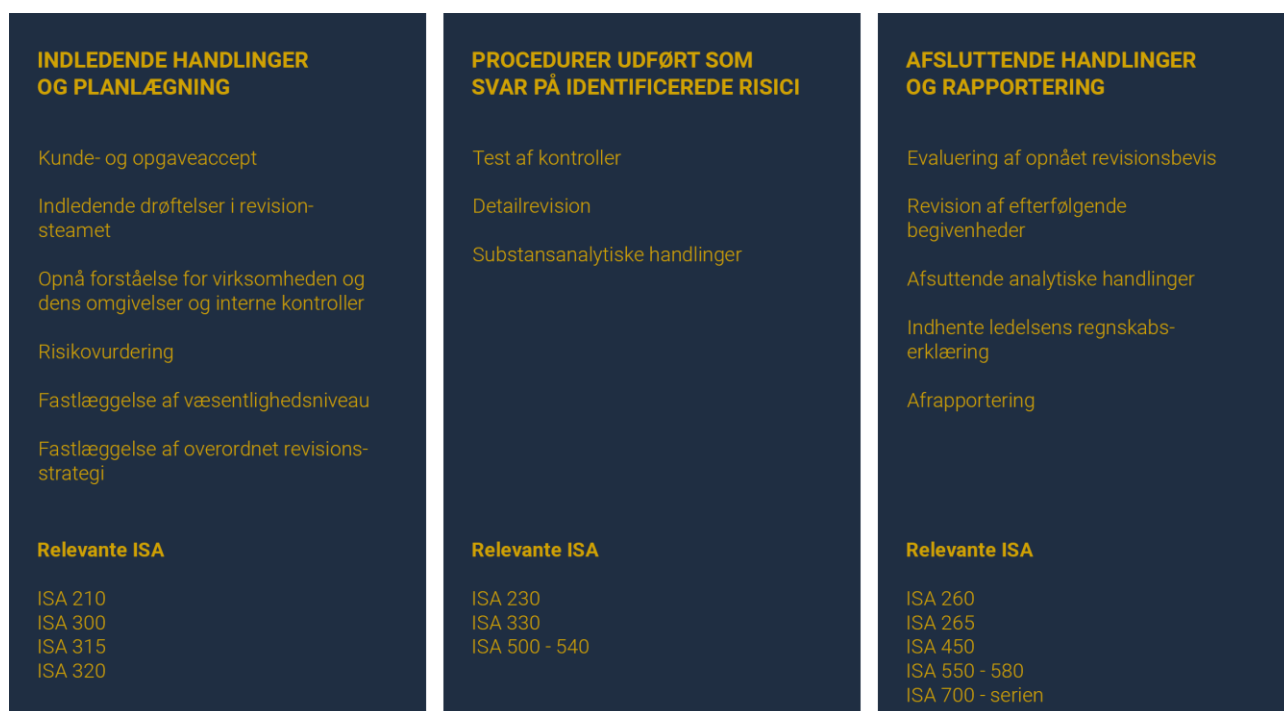 INDLEDENDE HANDLINGER
OG PLANLÆGNING
Kunde- og opgaveaccept
Indledende drøftelser i revision-
steamet
Opnå forståelse for virksomheden og
dens omgivelser og interne kontroller
Risikovurdering
Fastlæggelse af væsentlighedsniveau
Fastlæggelse af overordnet revisions-
strategi
Relevante ISA
ISA 210
ISA 300
ISA 315
ISA 320
PROCEDURER UDFØRT SOM
SVAR PÅ IDENTIFICEREDE RISICI
Test af kontroller
Detailrevision
Substansanalytiske handlinger
Relevante ISA
ISA 230
ISA 330
ISA 500 - 540
AFSLUTTENDE HANDLINGER
OG RAPPORTERING
Evaluering af opnået revisionsbevis
Revision af efterfølgende
begivenheder
Afsuttende analytiske handlinger
Indhente ledelsens regnskabs-
erklæring
Afrapportering
Relevante ISA
ISA 260
ISA 265
ISA 450
ISA 550 - 580
ISA 700 - serien